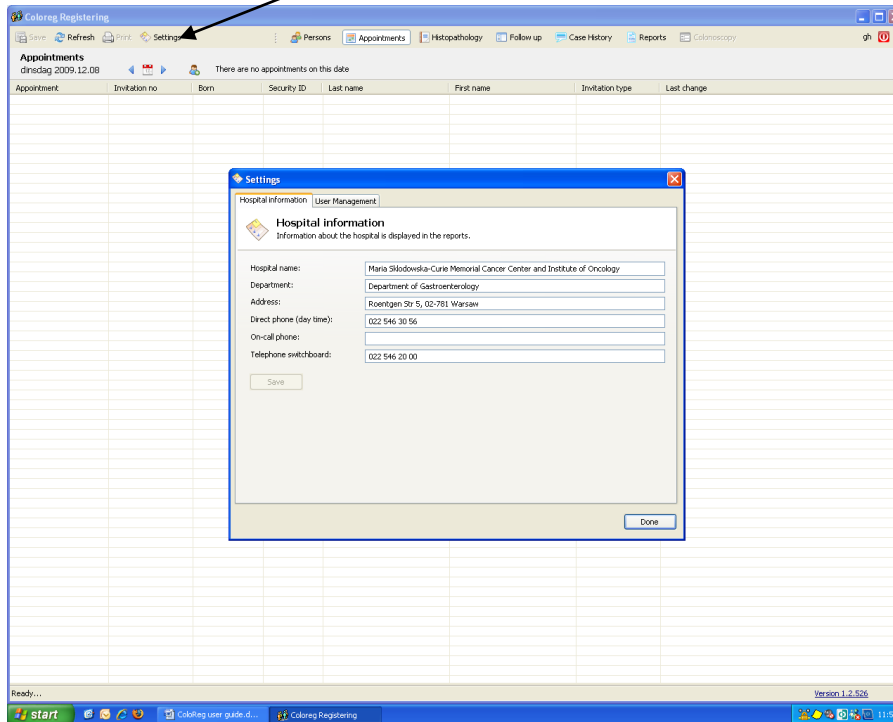 Coloreg Registering
Save Refresh Print Settings Persons Appointments Histopathology Follow up Case History Reports Colonoscopy gh
Appointments
dinsdag 2009.12.08 There are no appointments on this date
Appointment Invitation no Born Security ID Last name First name Invitation type Last change
Settings
Hospital information User Management
Hospital information
Information about the hospital is displayed in the reports.
Hospital name: Maria Sklodowska-Curie Memorial Cancer Center and Institute of Oncology
Department: Department of Gastroenterology
Address: Roentgen Str 5, 02-781 Warsaw
Direct phone (day time): 022 546 30 56
On-call phone:
Telephone switchboard: 022 546 20 00
Save
Done
Ready... Version 1.2.526
start ColoReg user guide.d... Coloreg Registering